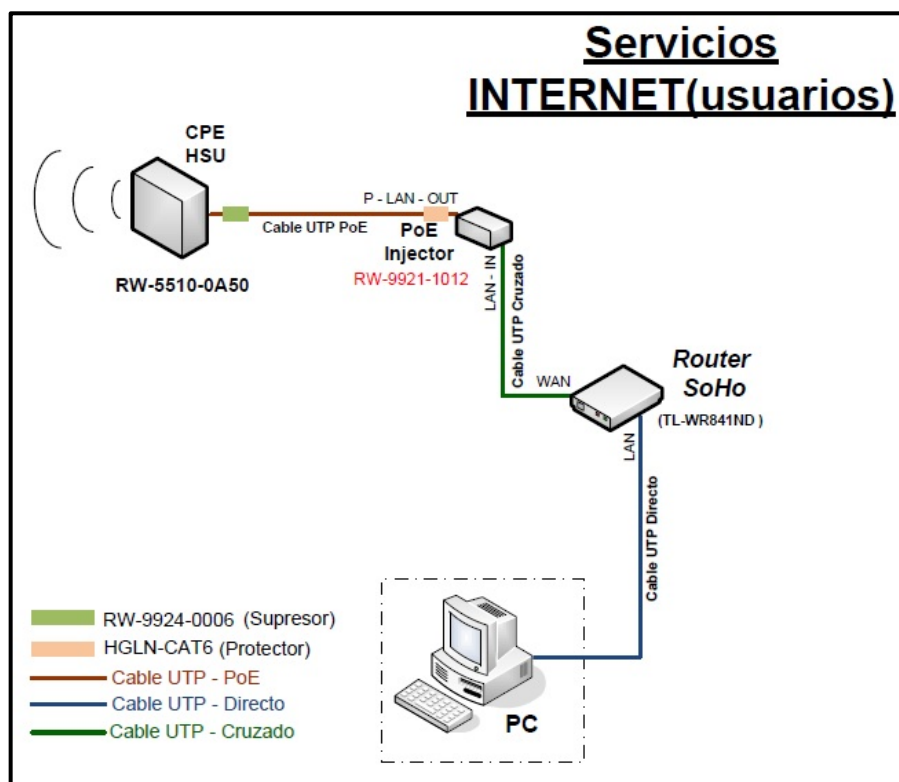 Servicios
INTERNET(usuarios)
CPE
HSU
P - LAN - OUT
Cable UTP PoE
PoE
Injector
RW-9921-1012
RW-5510-0A50
LAN - IN
Cable UTP Cruzado
WAN
Router
SoHo
(TL-WR841ND )
LAN
Cable UTP Directo
PC
RW-9924-0006 (Supresor)
HGLN-CAT6 (Protector)
Cable UTP - PoE
Cable UTP - Directo
Cable UTP - Cruzado